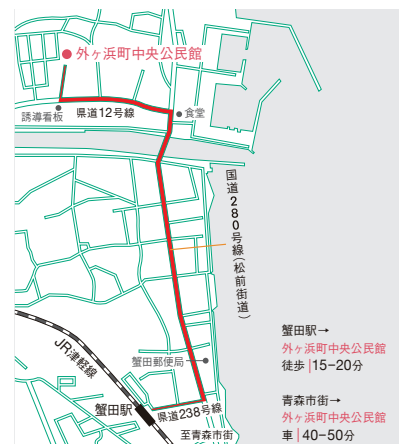 外ヶ浜町中央公民館
誘導看板
県道12号線
食堂
国道280号線(松前街道)
JR津軽線
蟹田郵便局
蟹田駅
県道238号線
至青森市街
蟹田駅→
外ヶ浜町中央公民館
徒歩|15−20分
青森市街→
外ヶ浜町中央公民館
車|40−50分